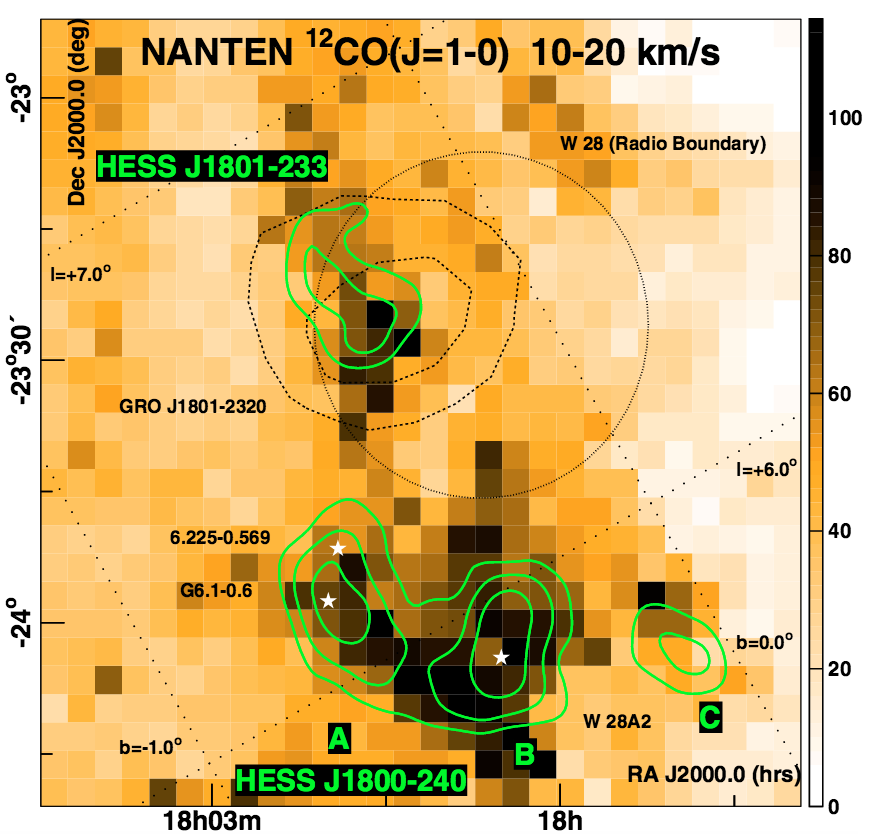 NANTEN ¹²CO(J=1-0) 10-20 km/s
Dec J2000.0 (deg)
-23°
100
W 28 (Radio Boundary)
HESS J1801-233
80
l=+7.0°
-23°30´
60
GRO J1801-2320
l=+6.0°
40
6.225-0.569
G6.1-0.6
-24°
b=0.0°
20
C
W 28A2
A
b=-1.0°
B
HESS J1800-240
RA J2000.0 (hrs)
0
18h03m
18h